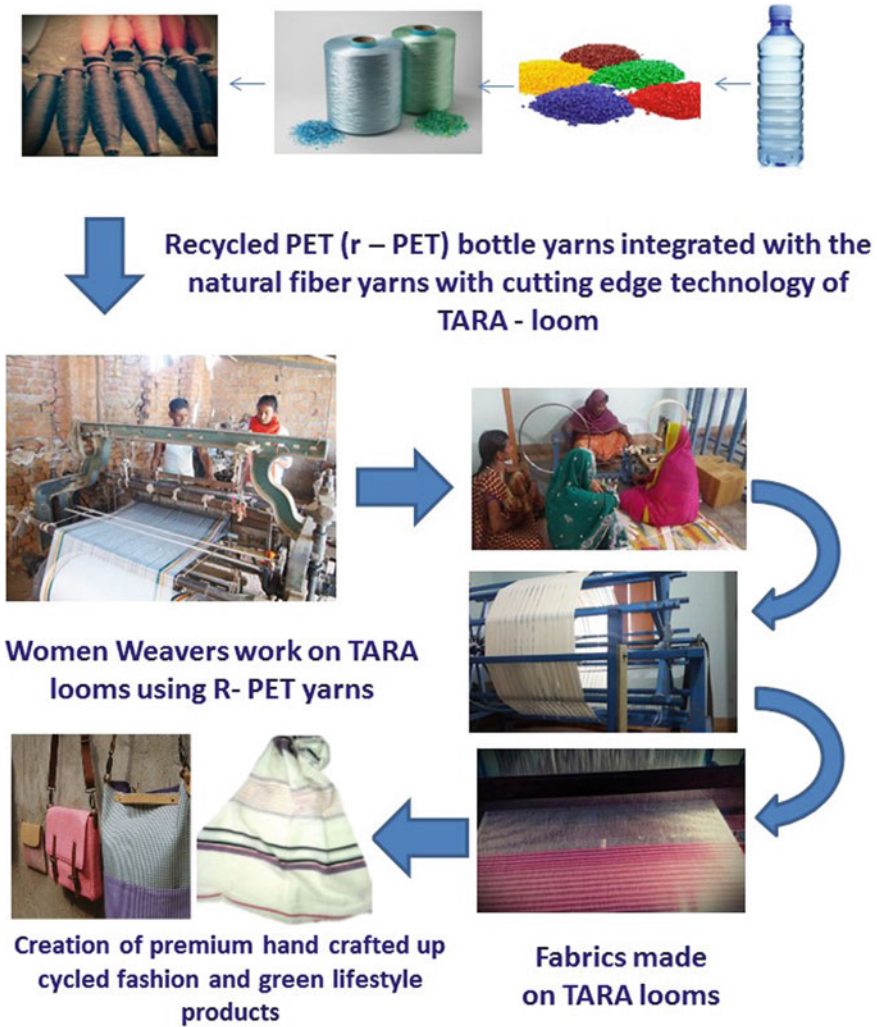 Recycled PET (r – PET) bottle yarns integrated with the
natural fiber yarns with cutting edge technology of
TARA - loom
Women Weavers work on TARA
looms using R- PET yarns
Creation of premium hand crafted up
cycled fashion and green lifestyle
products
Fabrics made
on TARA looms